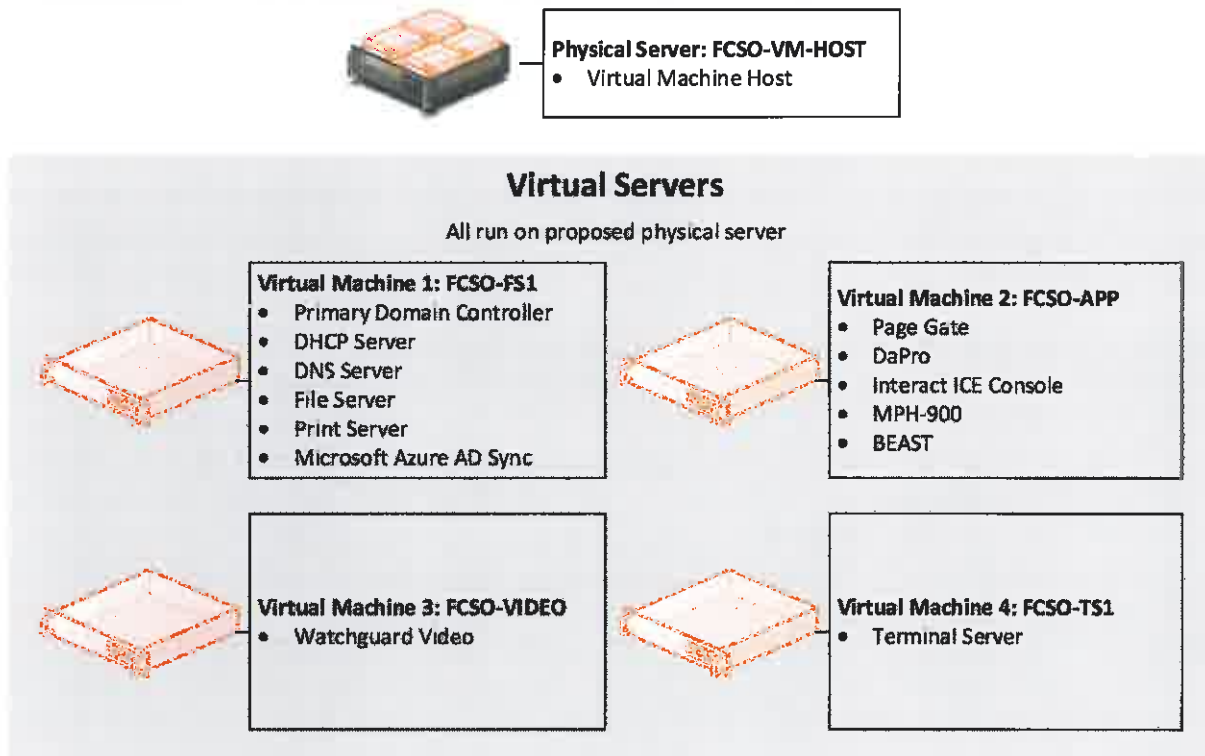 Physical Server: FCSO-VM-HOST
• Virtual Machine Host
Virtual Servers
All run on proposed physical server
Virtual Machine 1: FCSO-FS1
• Primary Domain Controller
• DHCP Server
• DNS Server
• File Server
• Print Server
• Microsoft Azure AD Sync
Virtual Machine 2: FCSO-APP
• Page Gate
• DaPro
• Interact ICE Console
• MPH-900
• BEAST
Virtual Machine 3: FCSO-VIDEO
• Watchguard Video
Virtual Machine 4: FCSO-TS1
• Terminal Server